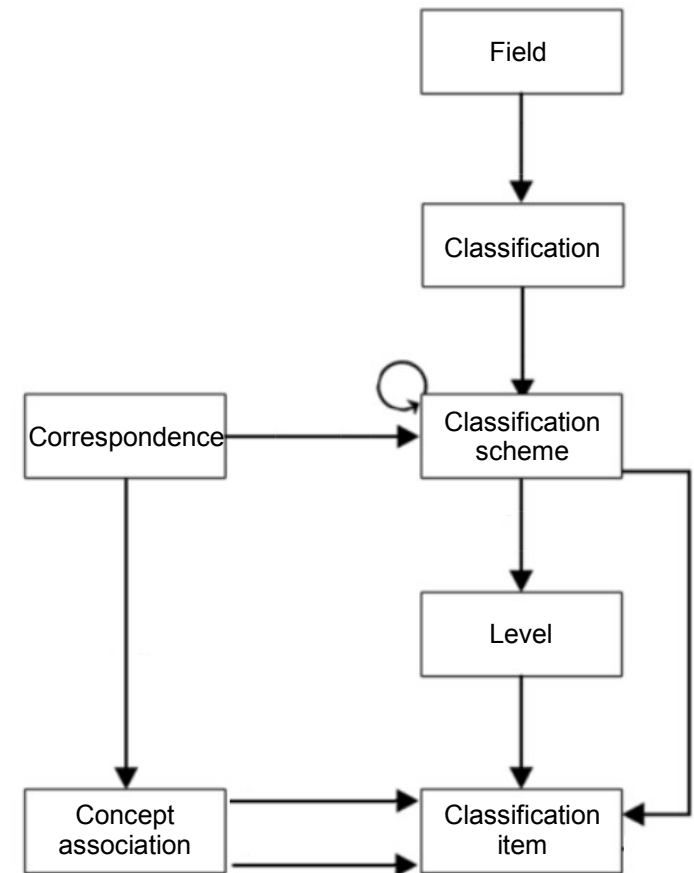 Field
Classification
Correspondence
Classification
scheme
Level
Concept
association
Classification
item